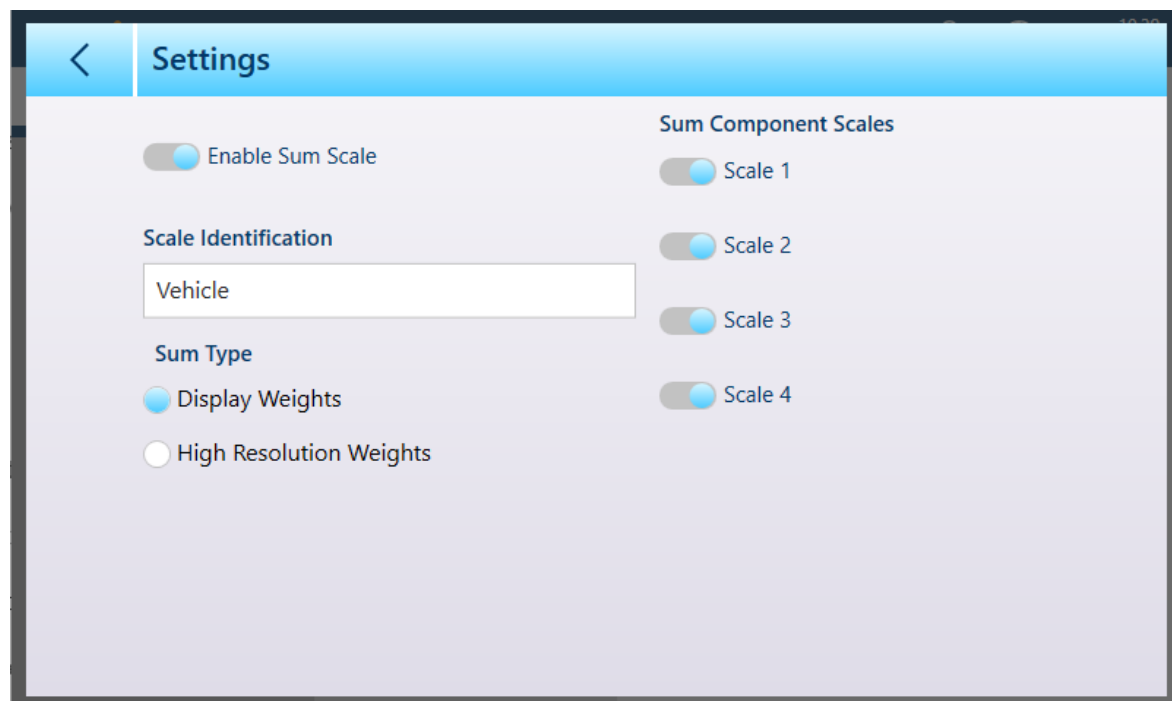 Settings
Enable Sum Scale
Scale Identification
Vehicle
Sum Type
Display Weights
High Resolution Weights
Sum Component Scales
Scale 1
Scale 2
Scale 3
Scale 4